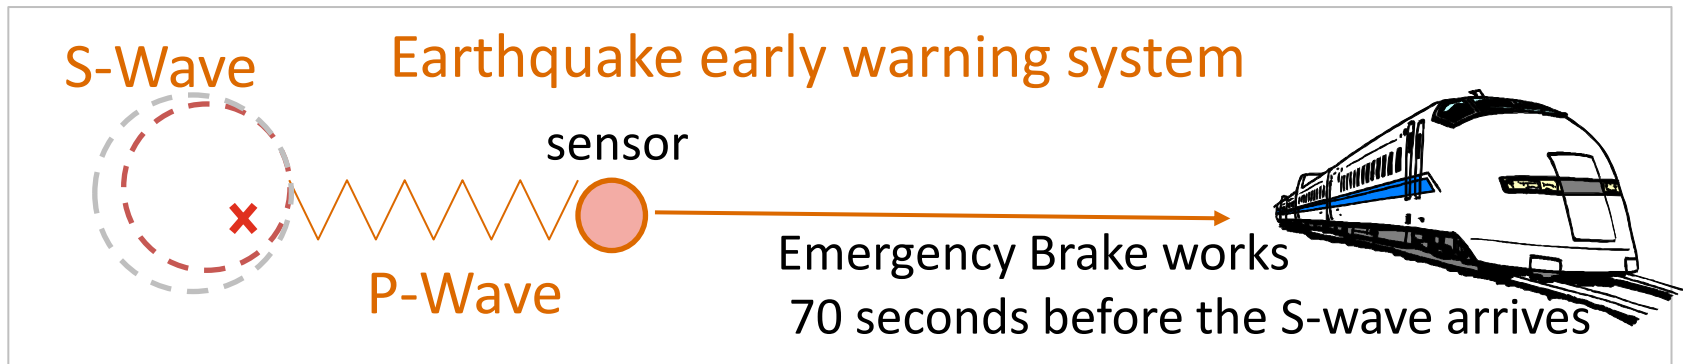 S-Wave
Earthquake early warning system
sensor
P-Wave
Emergency Brake works
70 seconds before the S-wave arrives